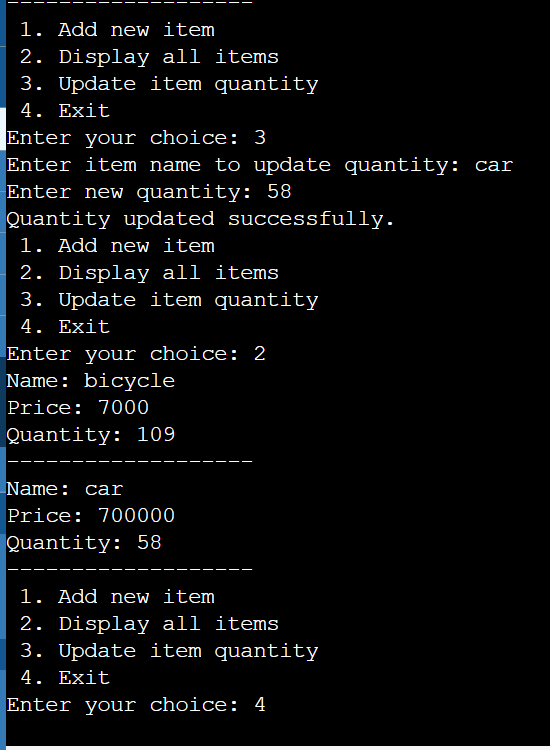 -------------------
1. Add new item
2. Display all items
3. Update item quantity
4. Exit
Enter your choice: 3
Enter item name to update quantity: car
Enter new quantity: 58
Quantity updated successfully.
1. Add new item
2. Display all items
3. Update item quantity
4. Exit
Enter your choice: 2
Name: bicycle
Price: 7000
Quantity: 109
-------------------
Name: car
Price: 700000
Quantity: 58
-------------------
1. Add new item
2. Display all items
3. Update item quantity
4. Exit
Enter your choice: 4